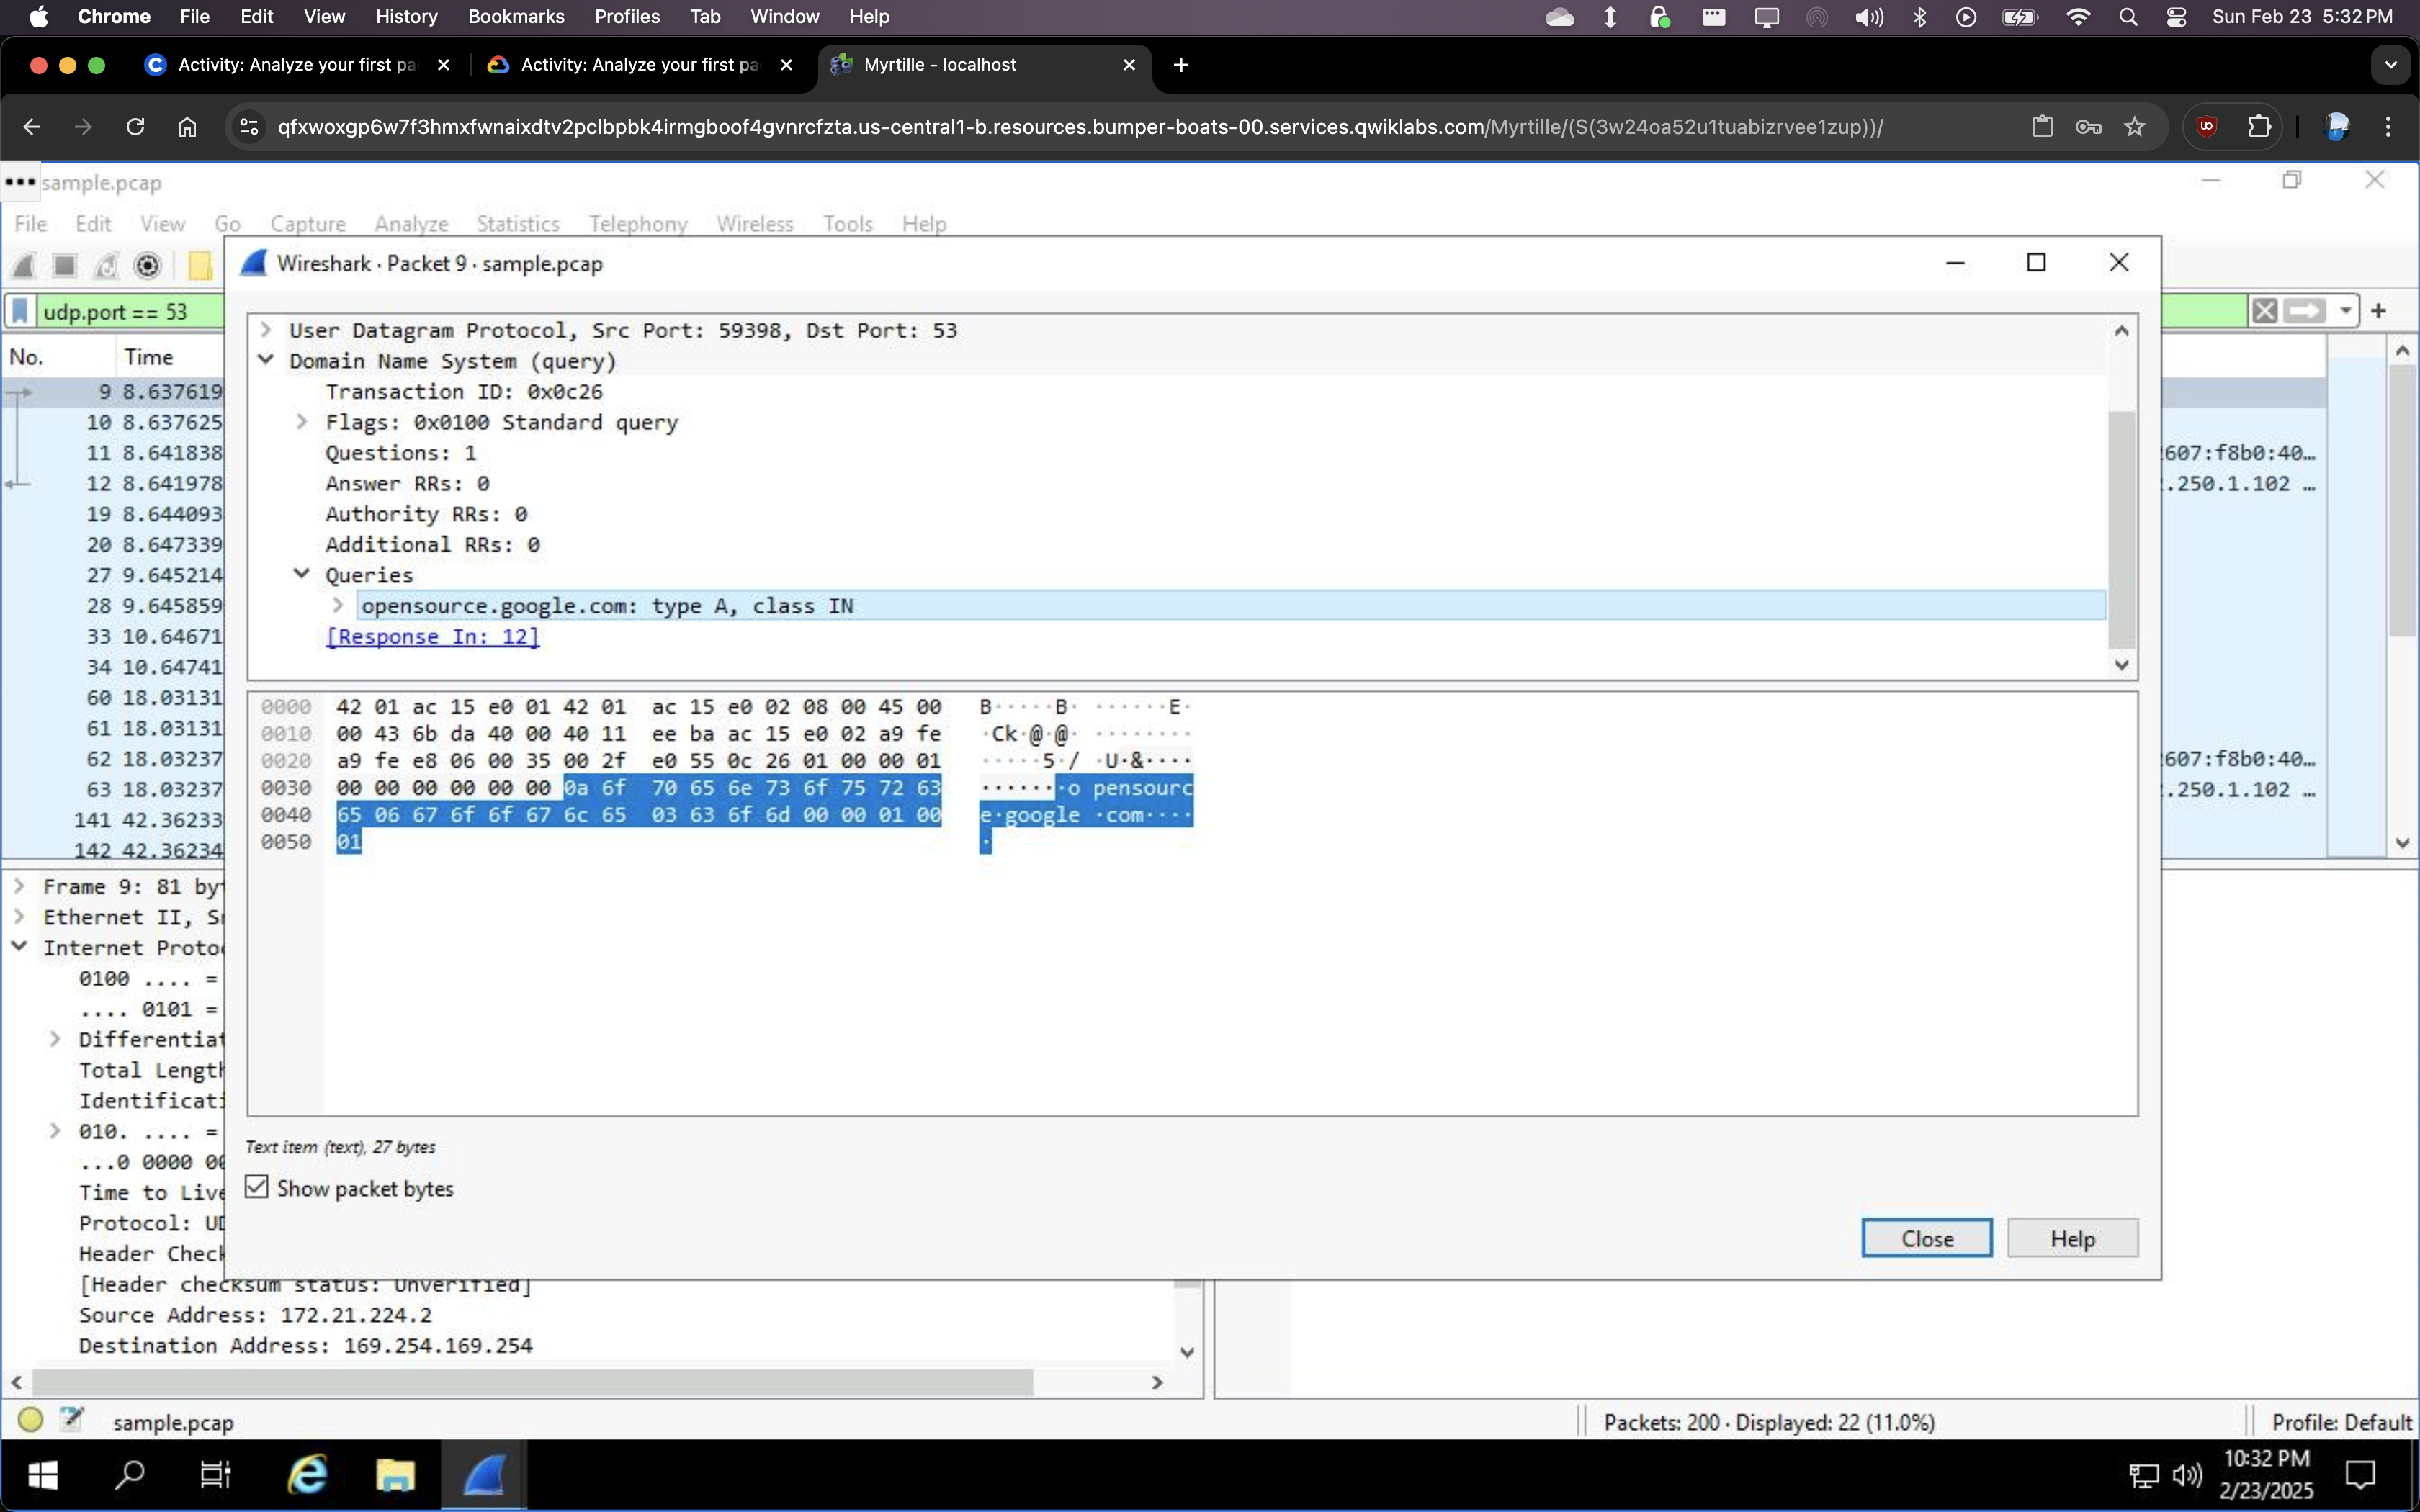 Chrome File Edit View History Bookmarks Profiles Tab Window Help Sun Feb 23 5:32 PM
Activity: Analyze your first pa Activity: Analyze your first pa Myrtille - localhost
qfxwoxgp6w7f3hmxfwnaixdtv2pclbpbk4irmgboof4gvnrcfzta.us-central1-b.resources.bumper-boats-00.services.qwiklabs.com/Myrtille/(S(3w24oa52u1tuabizrvee1zup))/
sample.pcap
File Edit View Go Capture Analyze Statistics Telephony Wireless Tools Help
Wireshark · Packet 9 · sample.pcap
udp.port == 53
No. Time
9 8.637619
10 8.637625
11 8.641838
12 8.641978
19 8.644093
20 8.647339
27 9.645214
28 9.645859
33 10.64671
34 10.64741
60 18.03131
61 18.03131
62 18.03237
63 18.03237
141 42.36233
142 42.36234
607:f8b0:40…
.250.1.102 …
607:f8b0:40…
.250.1.102 …
User Datagram Protocol, Src Port: 59398, Dst Port: 53
Domain Name System (query)
Transaction ID: 0x0c26
Flags: 0x0100 Standard query
Questions: 1
Answer RRs: 0
Authority RRs: 0
Additional RRs: 0
Queries
opensource.google.com: type A, class IN
[Response In: 12]
0000 42 01 ac 15 e0 01 42 01 ac 15 e0 02 08 00 45 00 B·····B· ······E·
0010 00 43 6b da 40 00 40 11 ee ba ac 15 e0 02 a9 fe ·Ck·@·@· ········
0020 a9 fe e8 06 00 35 00 2f e0 55 0c 26 01 00 00 01 ·····5·/ ·U·&····
0030 00 00 00 00 00 00 0a 6f 70 65 6e 73 6f 75 72 63 ·······o pensourc
0040 65 06 67 6f 6f 67 6c 65 03 63 6f 6d 00 00 01 00 e·google ·com····
0050 01 ·
Text item (text), 27 bytes
Show packet bytes
Close Help
Frame 9: 81 by
Ethernet II, S
Internet Proto
0100 .... =
.... 0101 =
Differentia
Total Length
Identificati
010. .... =
...0 0000 00
Time to Live
Protocol: UD
Header Check
[Header checksum status: Unverified]
Source Address: 172.21.224.2
Destination Address: 169.254.169.254
sample.pcap Packets: 200 · Displayed: 22 (11.0%) Profile: Default
10:32 PM
2/23/2025